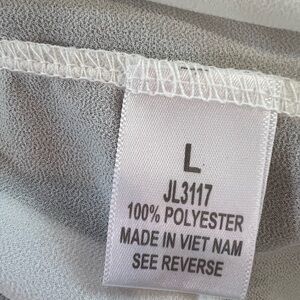 L
JL3117
100% POLYESTER
MADE IN VIET NAM
SEE REVERSE